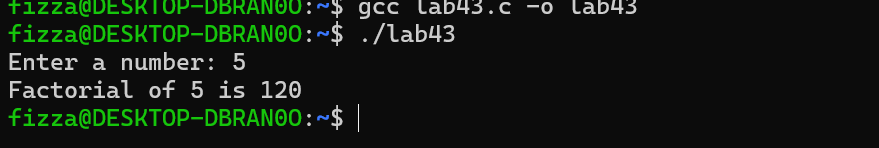 fizza@DESKTOP-DBRAN0O:~$ gcc lab43.c -o lab43
fizza@DESKTOP-DBRAN0O:~$ ./lab43
Enter a number: 5
Factorial of 5 is 120
fizza@DESKTOP-DBRAN0O:~$